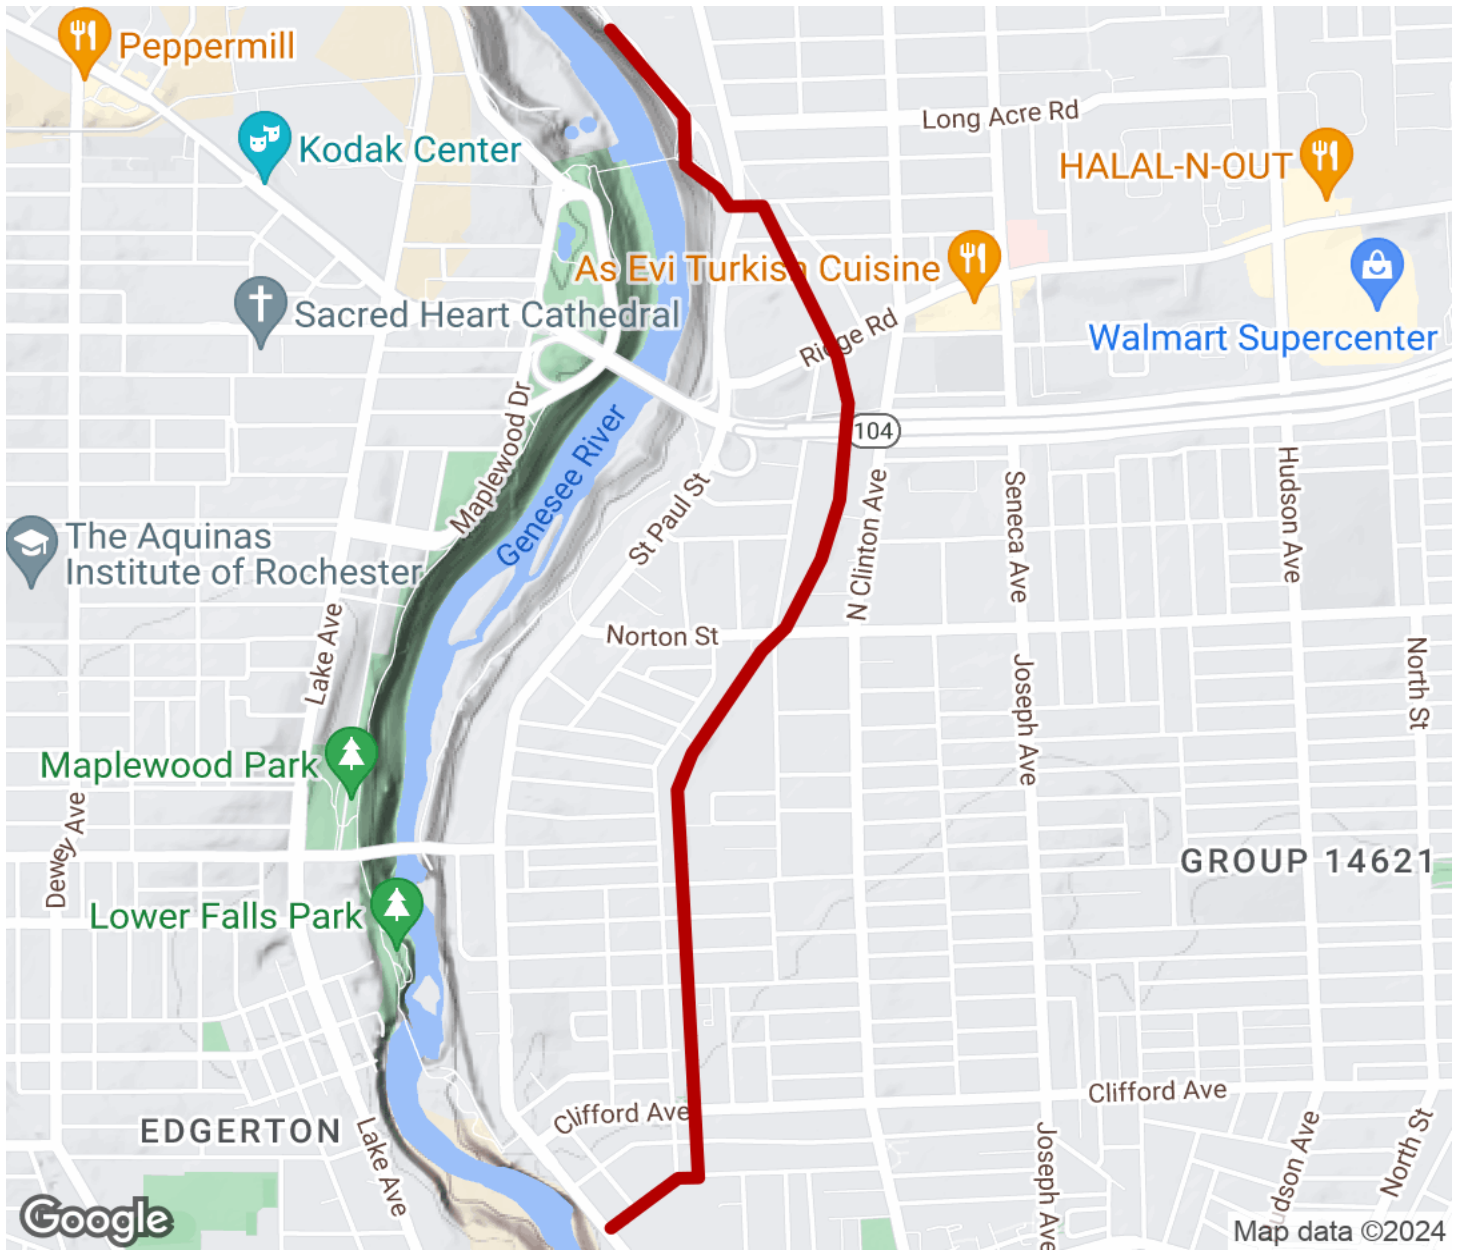 Peppermill
Long Acre Rd
Kodak Center
HALAL-N-OUT
As Evi Turkish Cuisine
Sacred Heart Cathedral
Ridge Rd
Walmart Supercenter
Maplewood Dr
104
Genesee River
St Paul St
N Clinton Ave
Seneca Ave
Hudson Ave
The Aquinas
Institute of Rochester
Lake Ave
Norton St
Joseph Ave
North St
Maplewood Park
Dewey Ave
GROUP 14621
Lower Falls Park
Clifford Ave
Clifford Ave
EDGERTON
Lake Ave
Joseph Ave
udson Ave
North St
Google
Map data ©2024